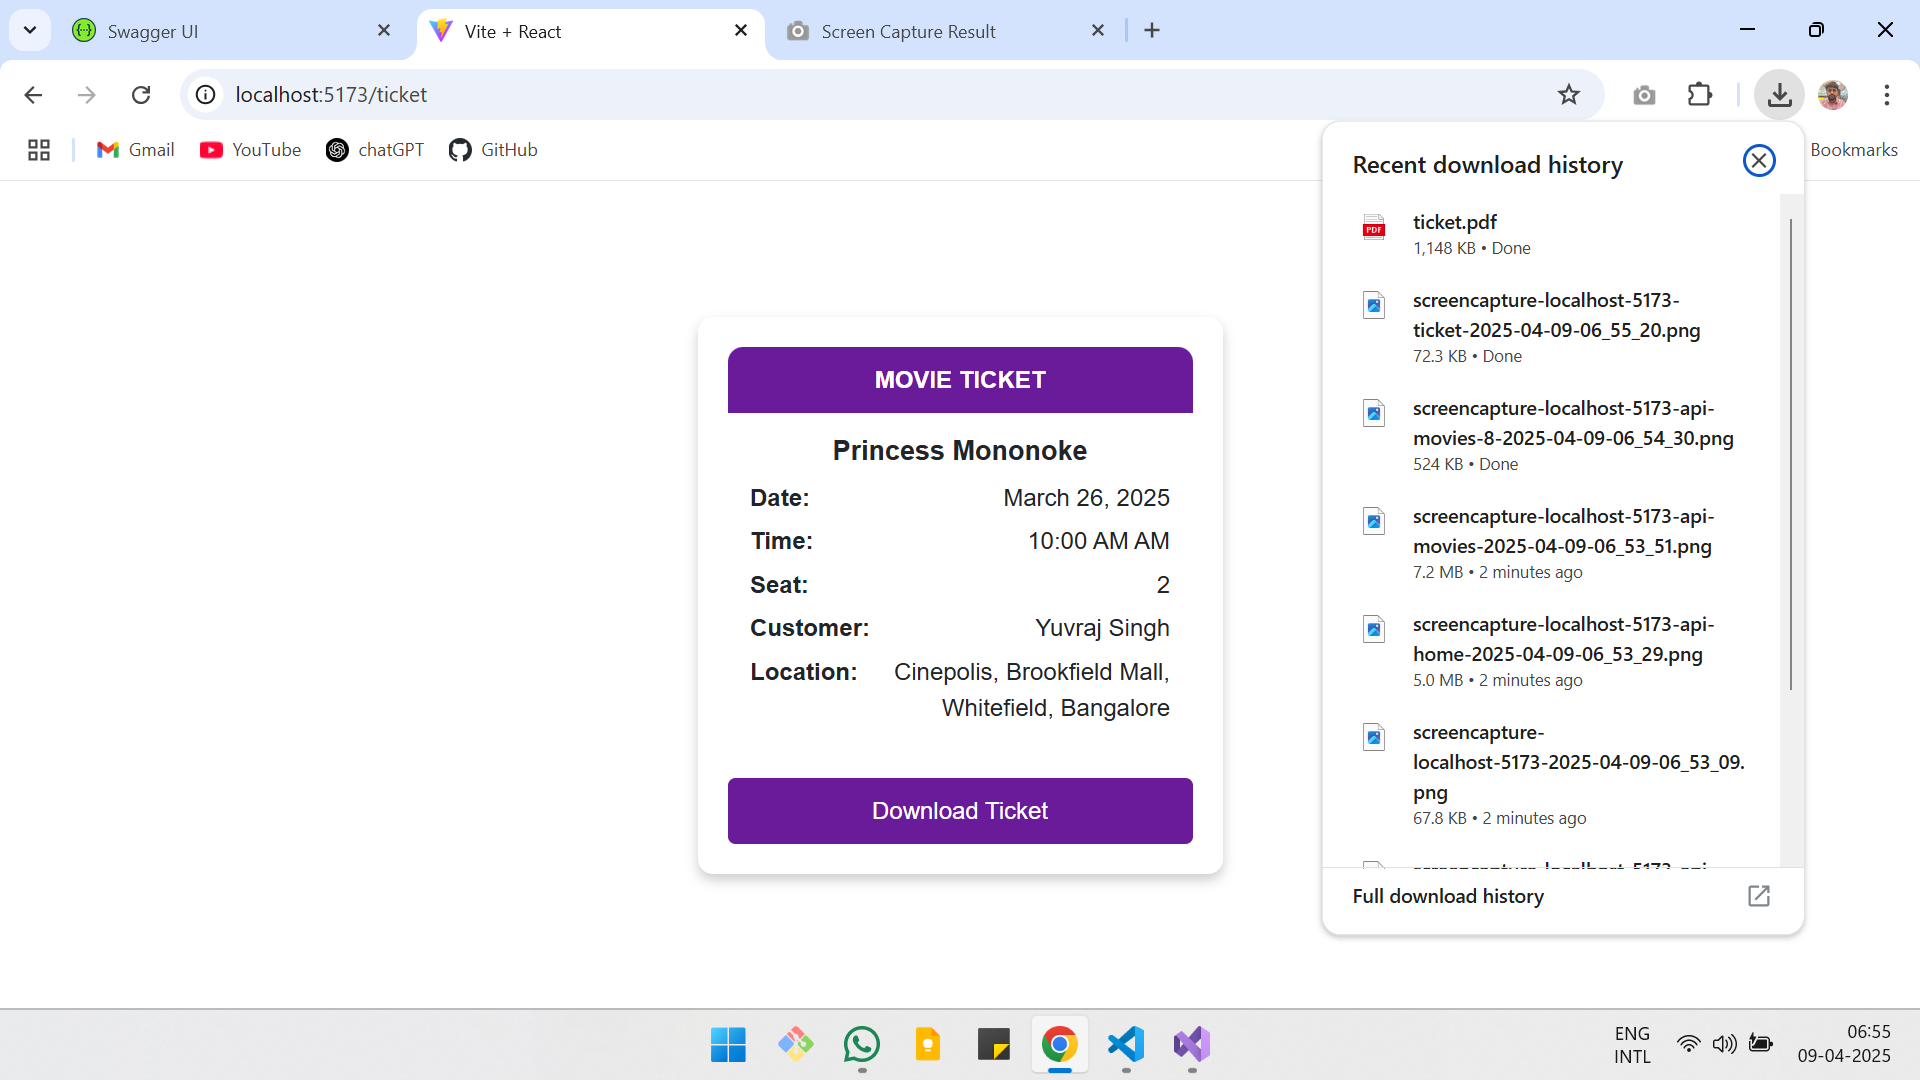 Swagger UI
Vite + React
Screen Capture Result
localhost:5173/ticket
Gmail
YouTube
chatGPT
GitHub
Bookmarks
Recent download history
PDF
ticket.pdf
1,148 KB • Done
screencapture-localhost-5173-
ticket-2025-04-09-06_55_20.png
72.3 KB • Done
screencapture-localhost-5173-api-
movies-8-2025-04-09-06_54_30.png
524 KB • Done
screencapture-localhost-5173-api-
movies-2025-04-09-06_53_51.png
7.2 MB • 2 minutes ago
screencapture-localhost-5173-api-
home-2025-04-09-06_53_29.png
5.0 MB • 2 minutes ago
screencapture-
localhost-5173-2025-04-09-06_53_09.
png
67.8 KB • 2 minutes ago
screencapture-localhost-5173-api-
Full download history
MOVIE TICKET
Princess Mononoke
Date: March 26, 2025
Time: 10:00 AM AM
Seat: 2
Customer: Yuvraj Singh
Location: Cinepolis, Brookfield Mall,
Whitefield, Bangalore
Download Ticket
ENG
INTL
06:55
09-04-2025